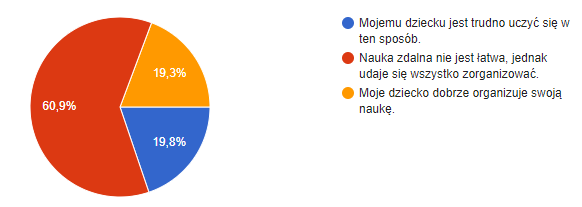 19,3%
60,9%
19,8%
Mojemu dziecku jest trudno uczyć się w
ten sposób.
Nauka zdalna nie jest łatwa, jednak
udaje się wszystko zorganizować.
Moje dziecko dobrze organizuje swoją
naukę.